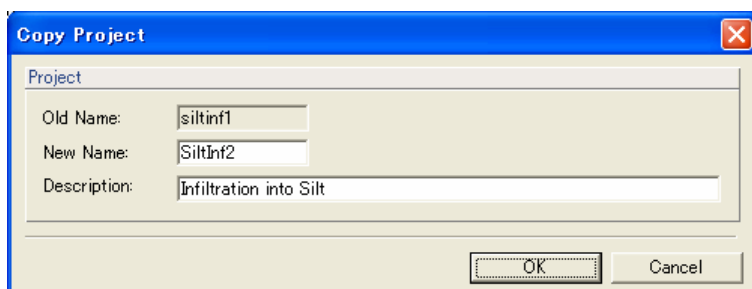 Copy Project
Project
Old Name: siltinf1
New Name: SiltInf2
Description: Infiltration into Silt
OK Cancel